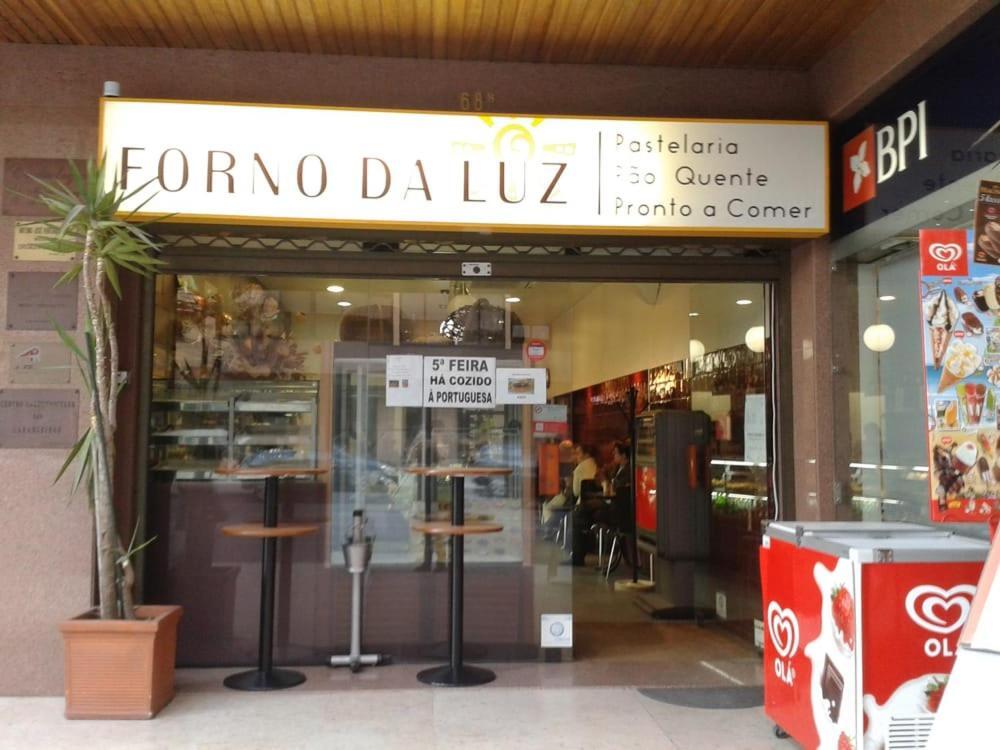 68
FORNO DA LUZ
Pastelaria
Pão Quente
Pronto a Comer
BPI
5ª FEIRA
HÁ COZIDO
À PORTUGUESA
OLÁ
OLÁ
OLÁ